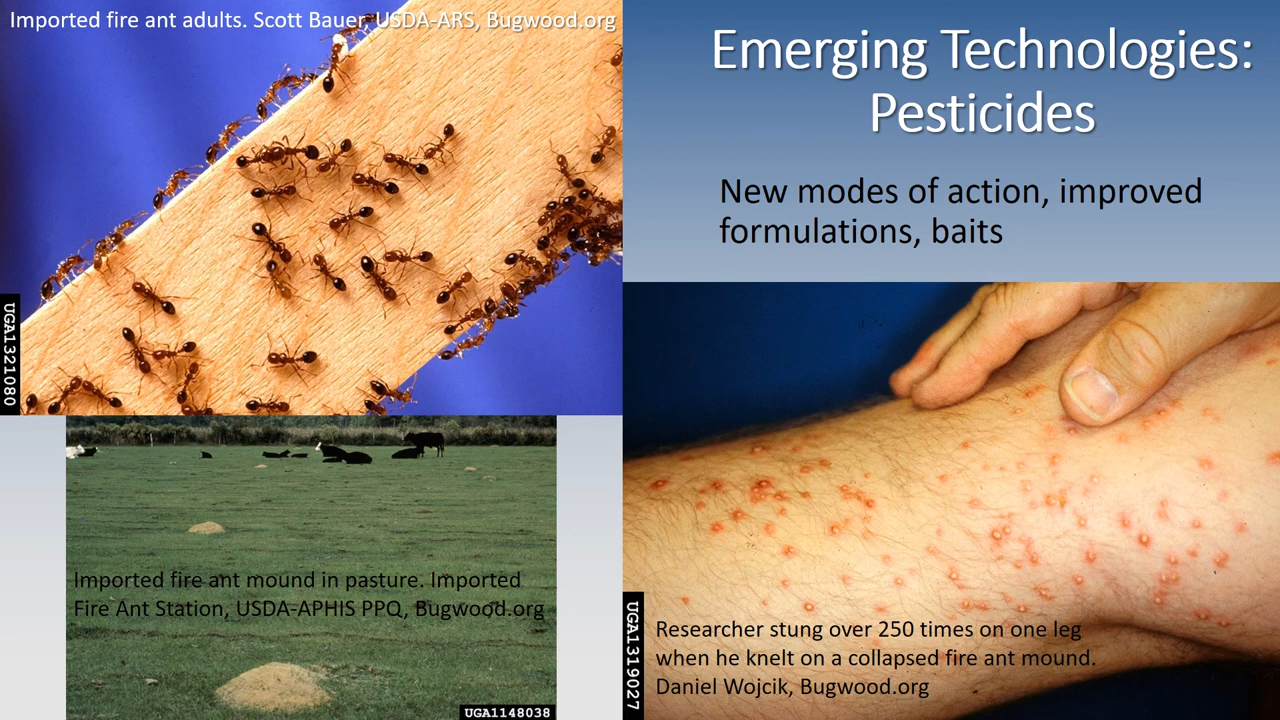 Imported fire ant adults. Scott Bauer, USDA-ARS, Bugwood.org
UGA1321080
Emerging Technologies:
Pesticides
New modes of action, improved
formulations, baits
Imported fire ant mound in pasture. Imported
Fire Ant Station, USDA-APHIS PPQ, Bugwood.org
UGA1148038
UGA1319027
Researcher stung over 250 times on one leg
when he knelt on a collapsed fire ant mound.
Daniel Wojcik, Bugwood.org